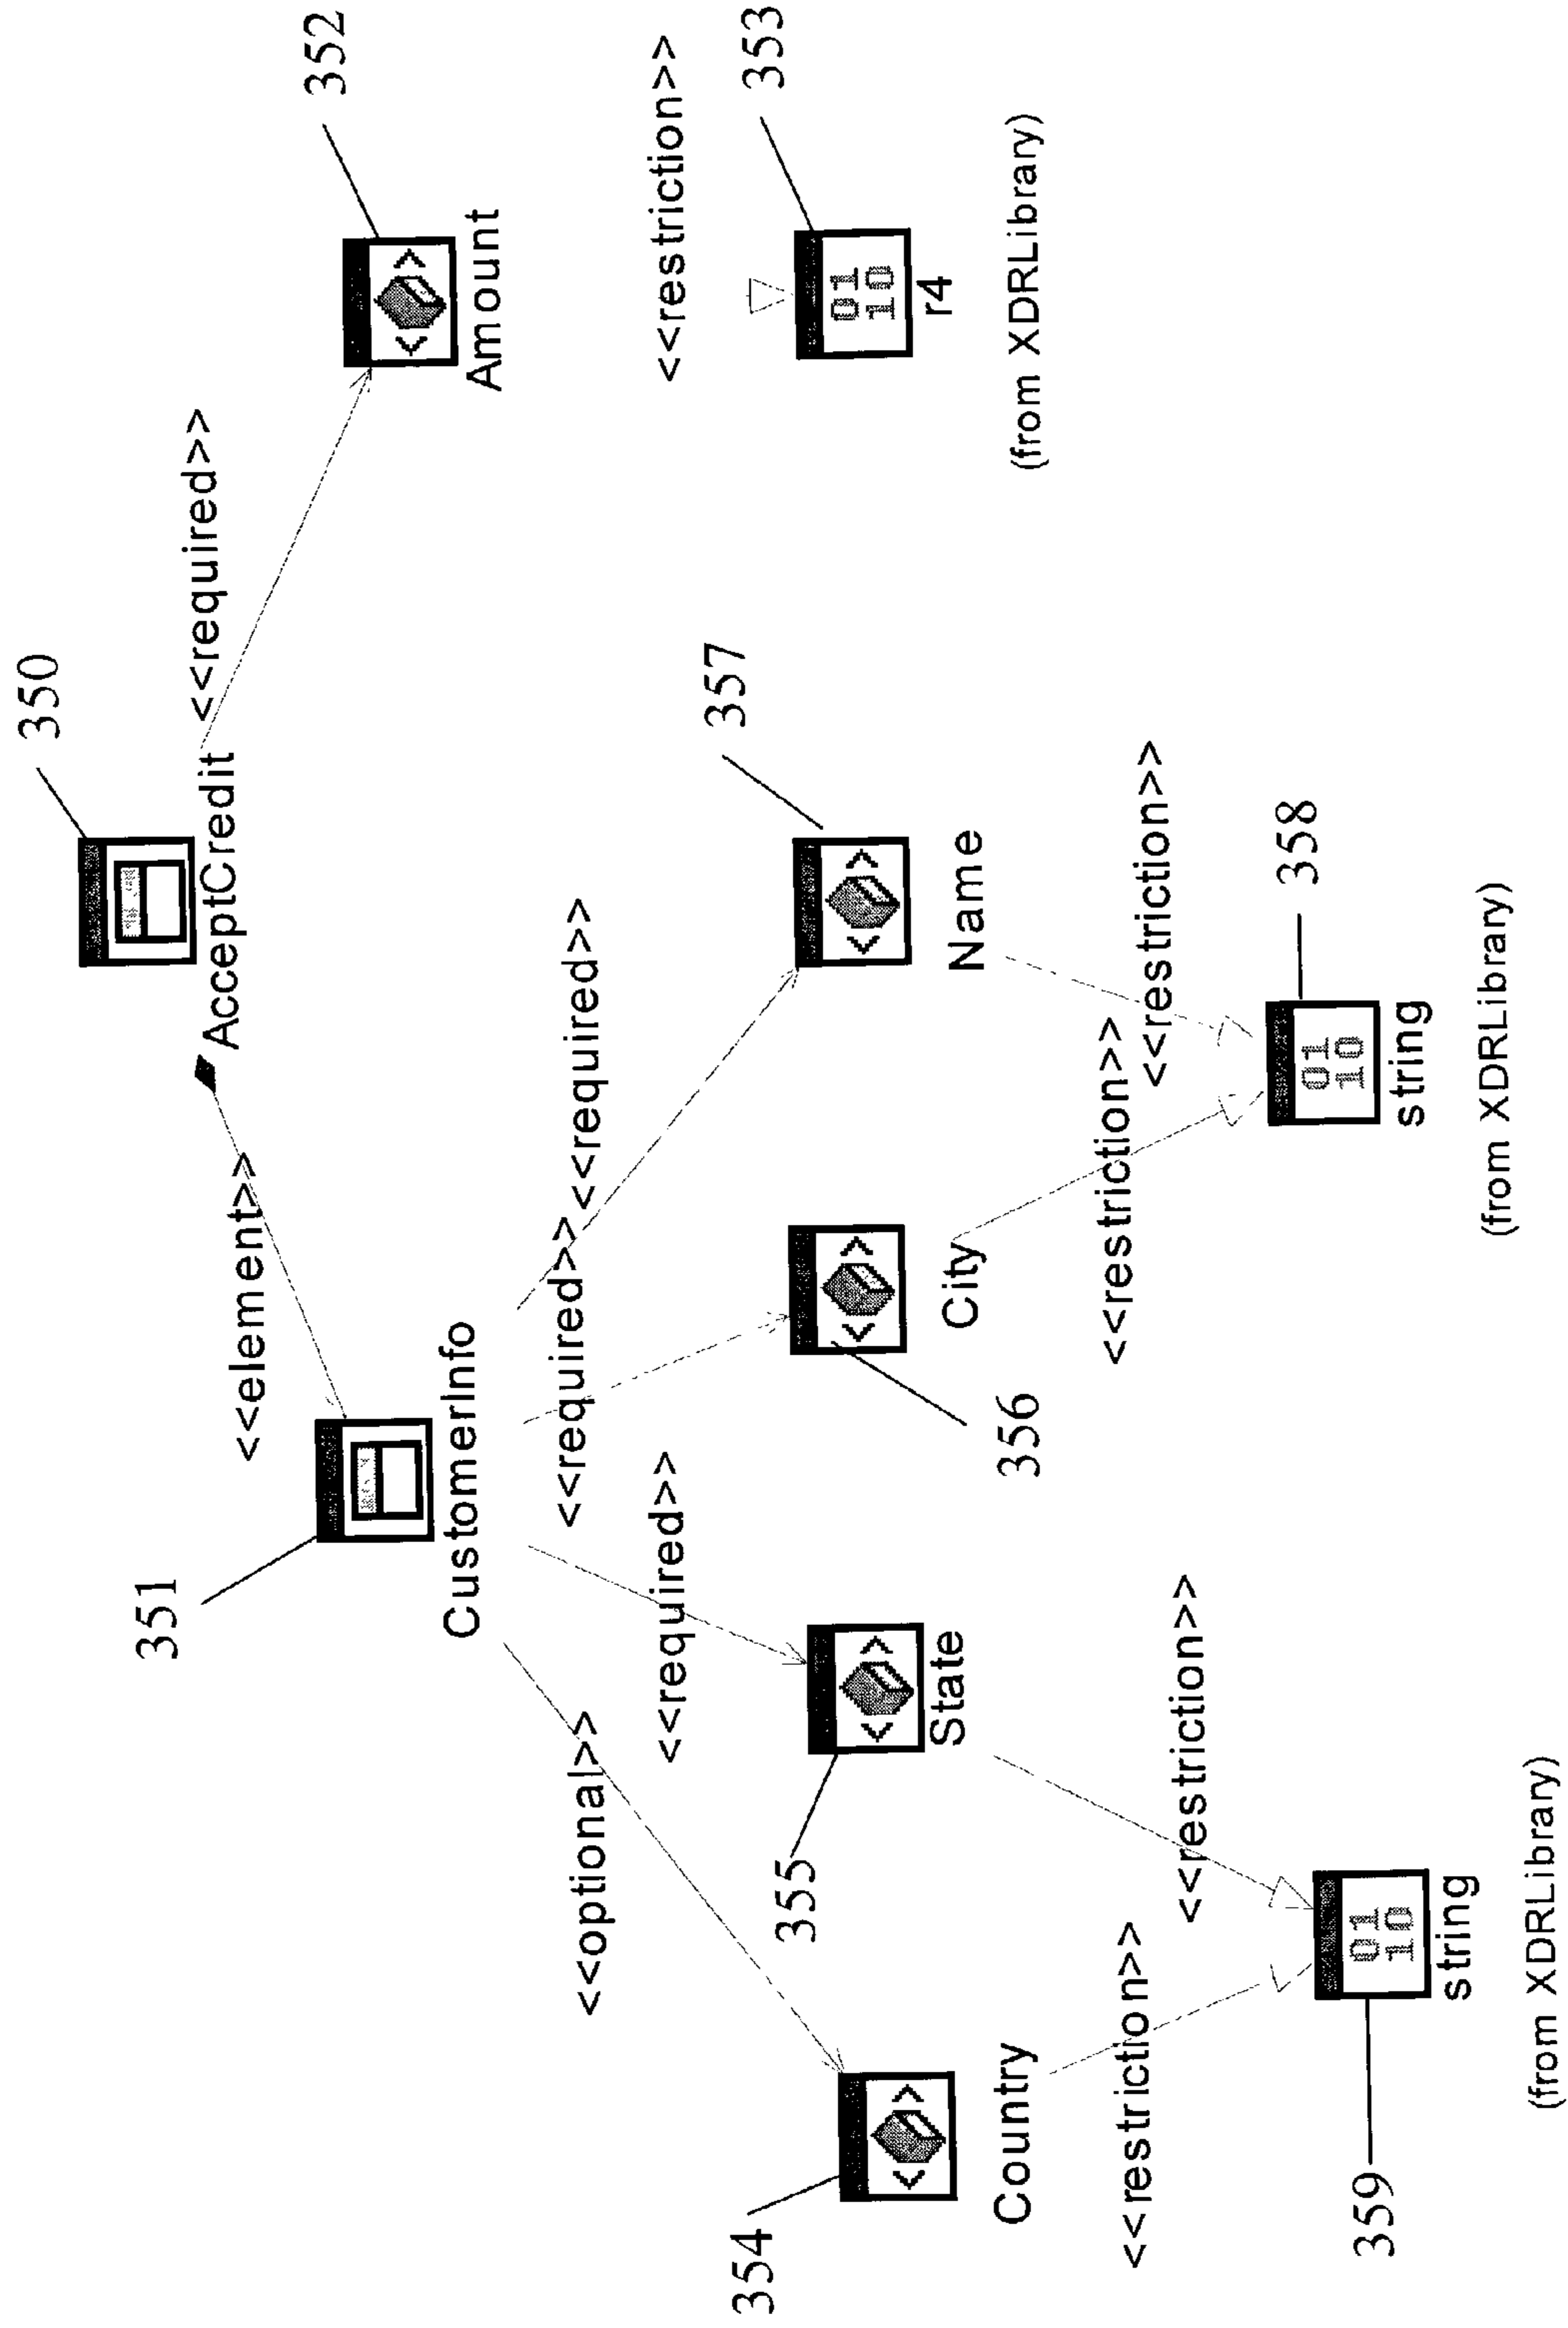 350
AcceptCredit
<<required>>
<<element>>
351
352
CustomerInfo
Amount
<<optional>>
<<required>>
<<required>>
<<required>>
<<restriction>>
354
355
356
357
353
01
10
r4
Country
State
City
Name
(from XDRLibrary)
<<restriction>>
<<restriction>>
<<restriction>>
<<restriction>>
359
358
01
10
01
10
string
string
(from XDRLibrary)
(from XDRLibrary)